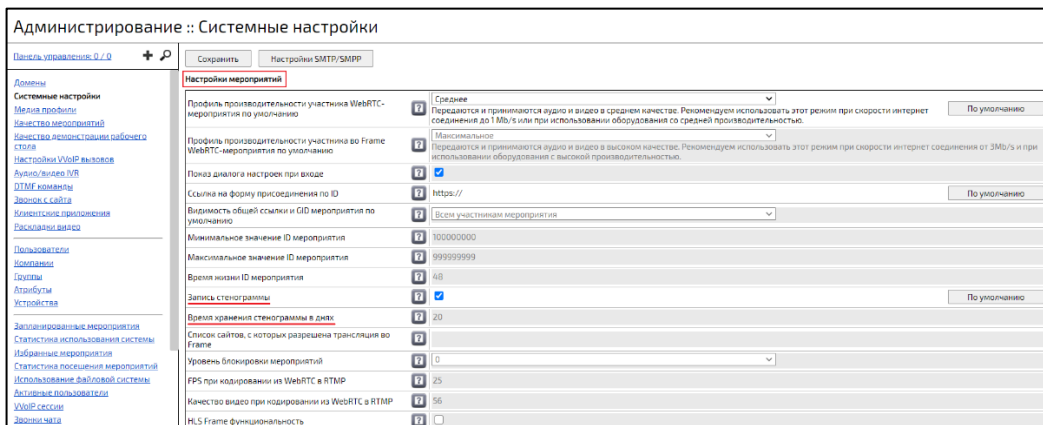 Администрирование :: Системные настройки
Панель управления: 0 / 0
Сохранить
Настройки SMTP/SMPP
Домены
Системные настройки
Медиа профили
Качество мероприятий
Качество демонстрации рабочего
стола
Настройки VVoIP вызовов
Аудио/видео IVR
DTMF команды
Звонок с сайта
Клиентские приложения
Раскладки видео
Пользователи
Компании
Группы
Атрибуты
Устройства
Запланированные мероприятия
Статистика использования системы
Избранные мероприятия
Статистика посещения мероприятий
Использование файловой системы
Активные пользователи
VVoIP сессии
Звонки чата
Настройки мероприятий
Профиль производительности участника WebRTC-
мероприятия по умолчанию
?
Среднее
Передаются и принимаются аудио и видео в среднем качестве. Рекомендуем использовать этот режим при скорости интернет
соединения до 1 Mb/s или при использовании оборудования со средней производительностью.
По умолчанию
Профиль производительности участника во Frame
WebRTC-мероприятия по умолчанию
?
Максимальное
Передаются и принимаются аудио и видео в высоком качестве. Рекомендуем использовать этот режим при скорости интернет соединения от 3Mb/s и при
использовании оборудования с высокой производительностью.
Показ диалога настроек при входе
?
Ссылка на форму присоединения по ID
?
https://
По умолчанию
Видимость общей ссылки и GID мероприятия по
умолчанию
?
Всем участникам мероприятия
Минимальное значение ID мероприятия
?
100000000
Максимальное значение ID мероприятия
?
999999999
Время жизни ID мероприятия
?
48
Запись стенограммы
?
По умолчанию
Время хранения стенограммы в днях
?
20
Список сайтов, с которых разрешена трансляция во
Frame
?
Уровень блокировки мероприятий
?
0
FPS при кодировании из WebRTC в RTMP
?
25
Качество видео при кодировании из WebRTC в RTMP
?
56
HLS Frame функциональность
?